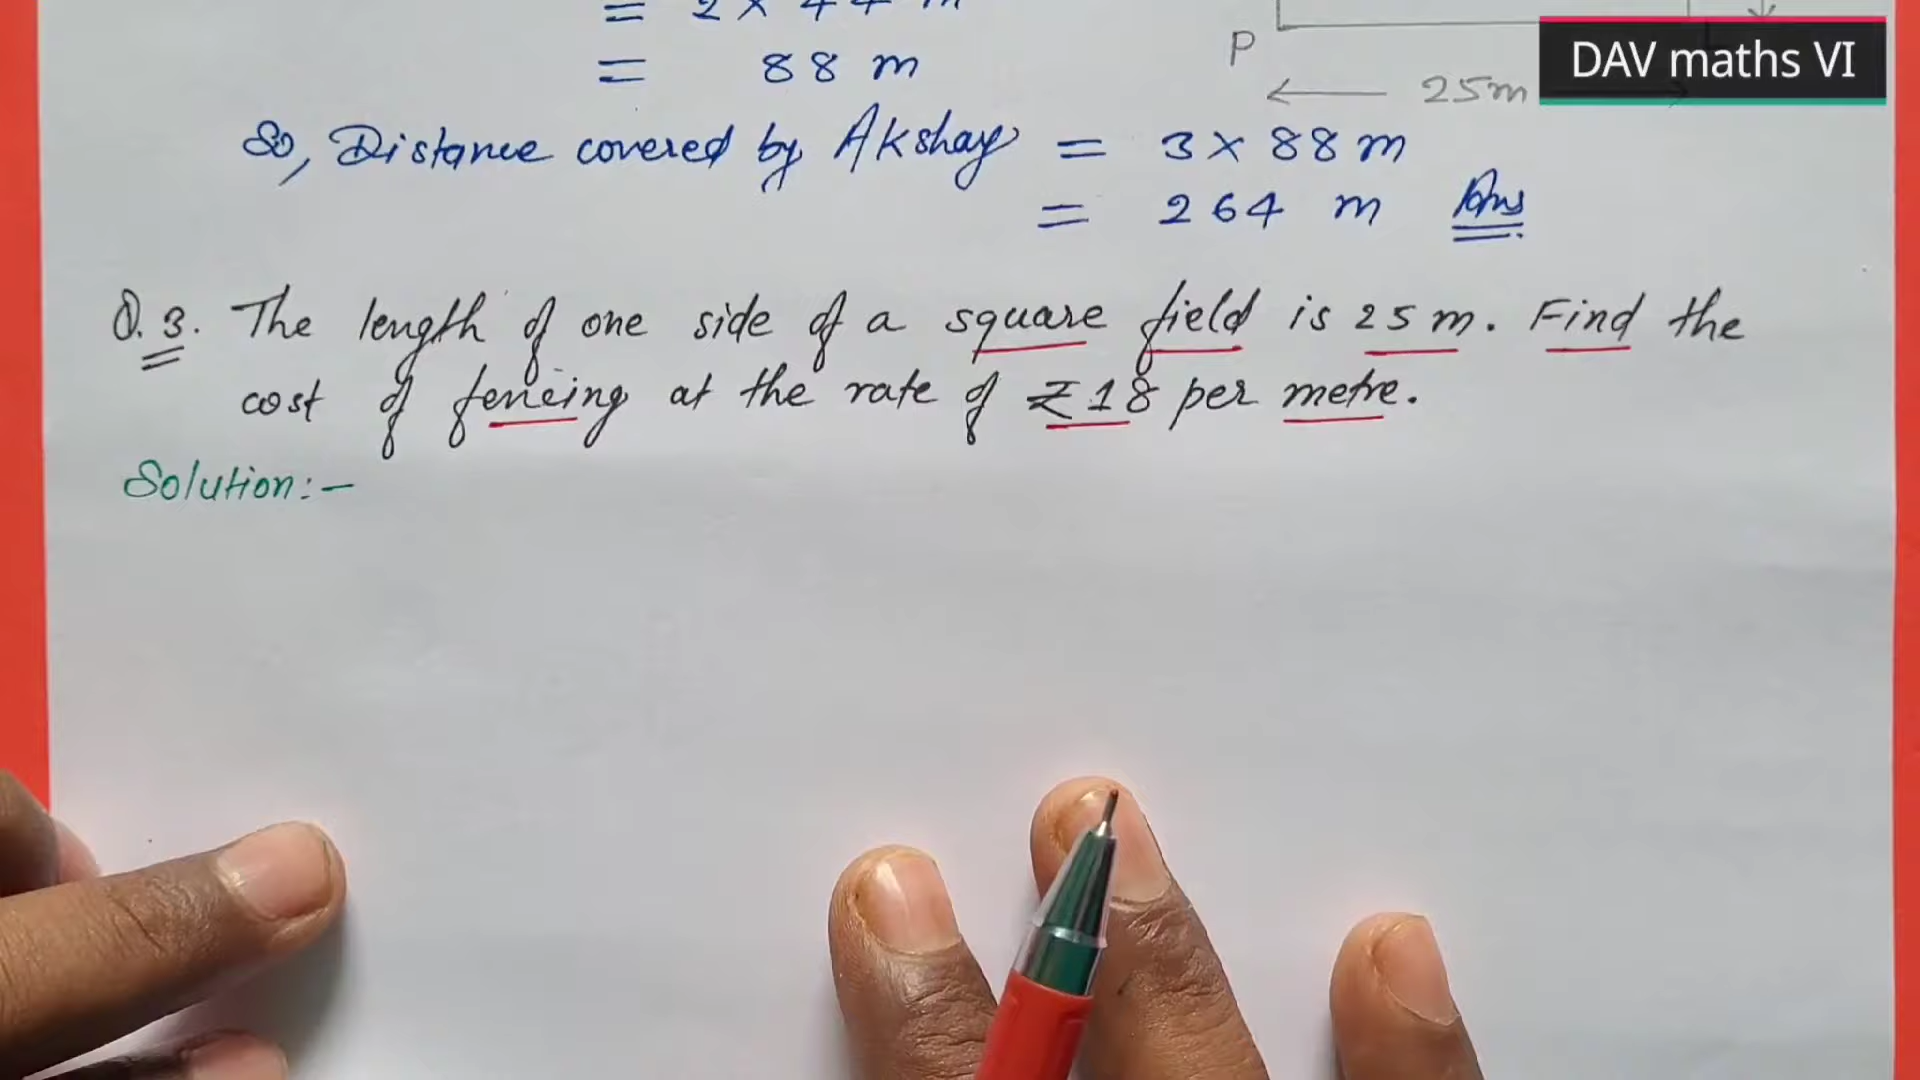 = 2 × 44 m
= 88 m
P
25m
DAV maths VI
So, Distance covered by Akshay = 3 × 88 m
= 264 m Ans
Q.3. The length of one side of a square field is 25 m. Find the
cost of fencing at the rate of ₹18 per metre.
Solution:-